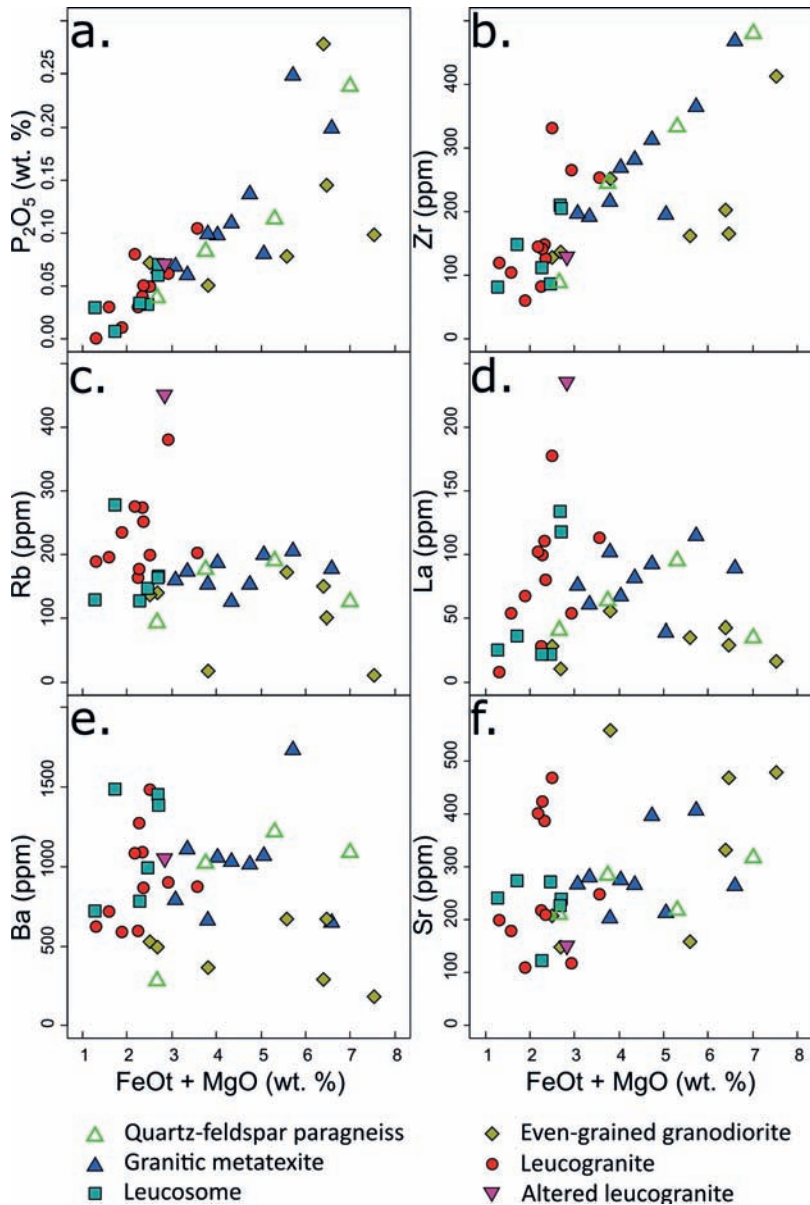 a.
P2O5 (wt. %)
0.00 0.05 0.10 0.15 0.20 0.25
b.
Zr (ppm)
0 100 200 300 400
c.
Rb (ppm)
0 100 200 300 400
d.
La (ppm)
0 50 100 150 200
e.
Ba (ppm)
0 500 1000 1500
1 2 3 4 5 6 7 8
FeOt + MgO (wt. %)
f.
Sr (ppm)
0 100 200 300 400 500
1 2 3 4 5 6 7 8
FeOt + MgO (wt. %)
Quartz-feldspar paragneiss
Granitic metatexite
Leucosome
Even-grained granodiorite
Leucogranite
Altered leucogranite